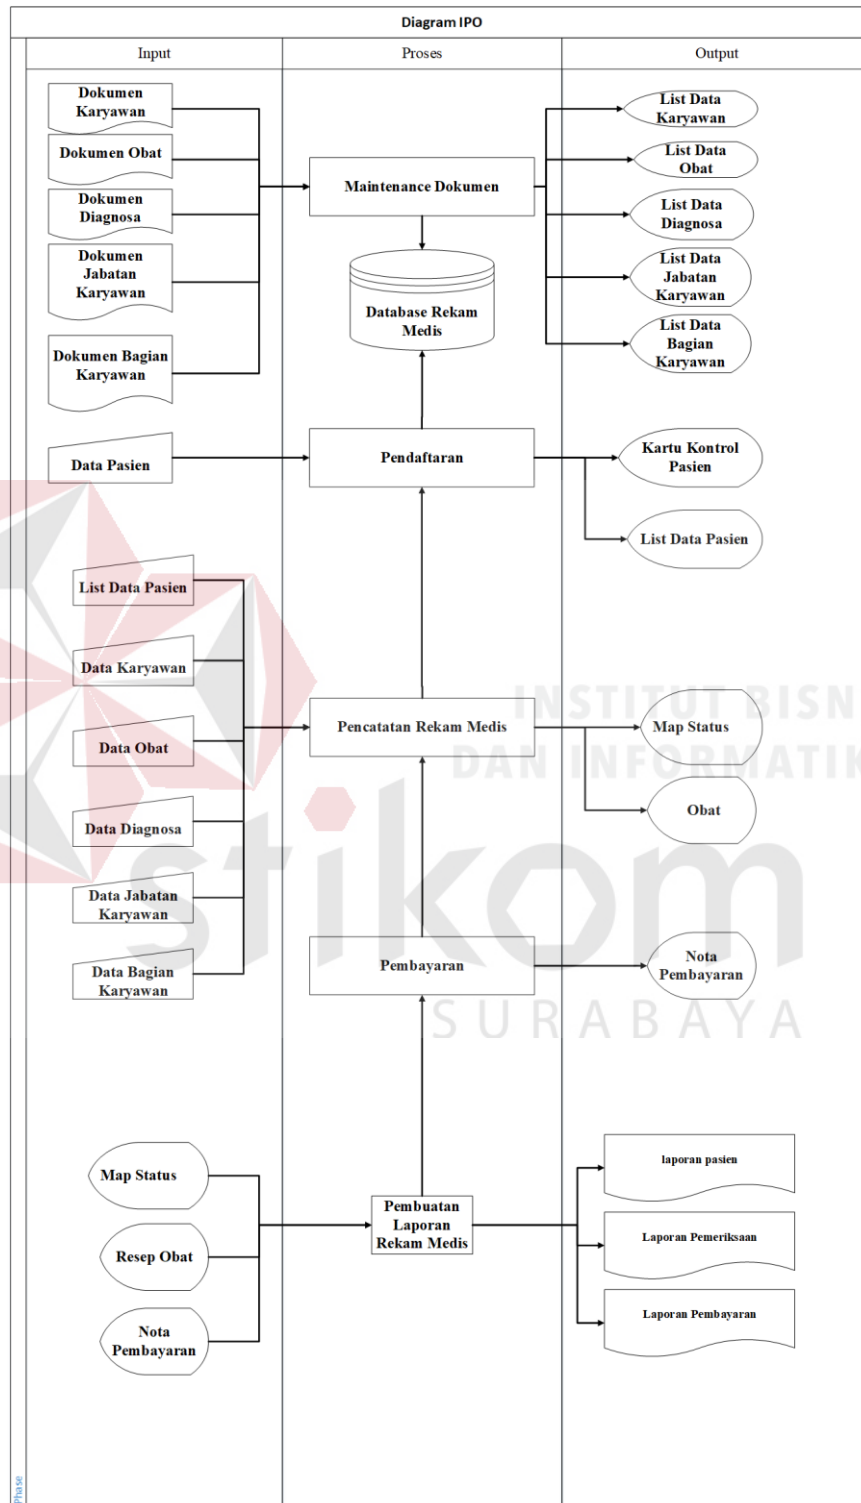 Diagram IPO
Input
Proses
Output
Dokumen
Karyawan
Dokumen Obat
Dokumen
Diagnosa
Dokumen
Jabatan
Karyawan
Dokumen Bagian
Karyawan
Maintenance Dokumen
Database Rekam
Medis
List Data
Karyawan
List Data
Obat
List Data
Diagnosa
List Data
Jabatan
Karyawan
List Data
Bagian
Karyawan
Data Pasien
Pendaftaran
Kartu Kontrol
Pasien
List Data Pasien
List Data Pasien
Data Karyawan
Data Obat
Data Diagnosa
Data Jabatan
Karyawan
Data Bagian
Karyawan
Pencatatan Rekam Medis
Map Status
Obat
INSTITUT BISN
DAN INFORMATIK
stikom
SURABAYA
Pembayaran
Nota
Pembayaran
Map Status
Resep Obat
Nota
Pembayaran
Pembuatan
Laporan
Rekam Medis
laporan pasien
Laporan Pemeriksaan
Laporan Pembayaran
Phase